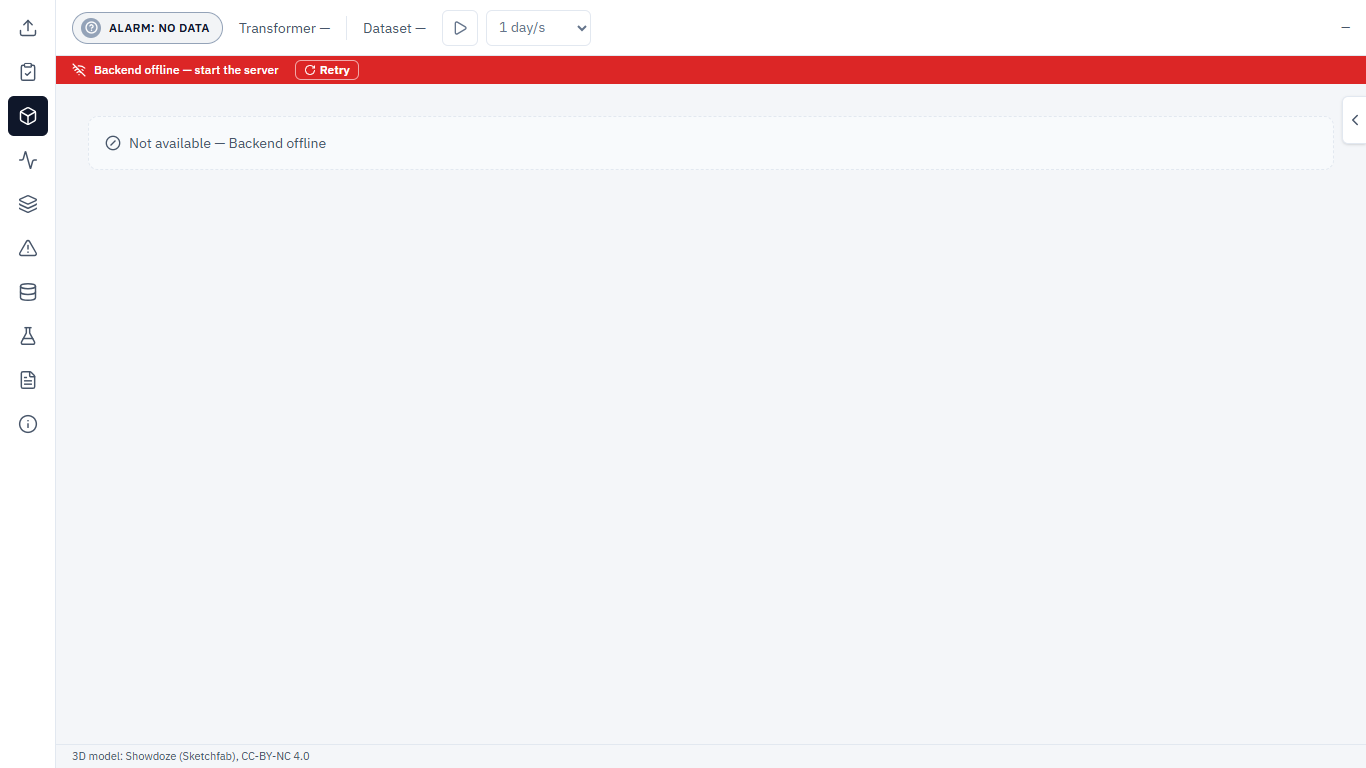 ALARM: NO DATA Transformer — Dataset — 1 day/s –
Backend offline — start the server Retry
Not available — Backend offline
3D model: Showdoze (Sketchfab), CC-BY-NC 4.0